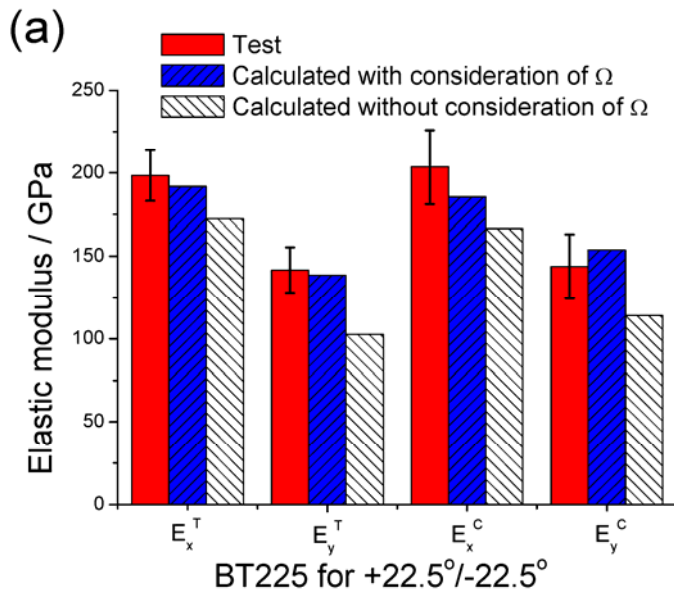 (a)
Test
Calculated with consideration of Ω
Calculated without consideration of Ω
250
200
150
100
50
0
Elastic modulus / GPa
E_x^T E_y^T E_x^C E_y^C
BT225 for +22.5°/-22.5°